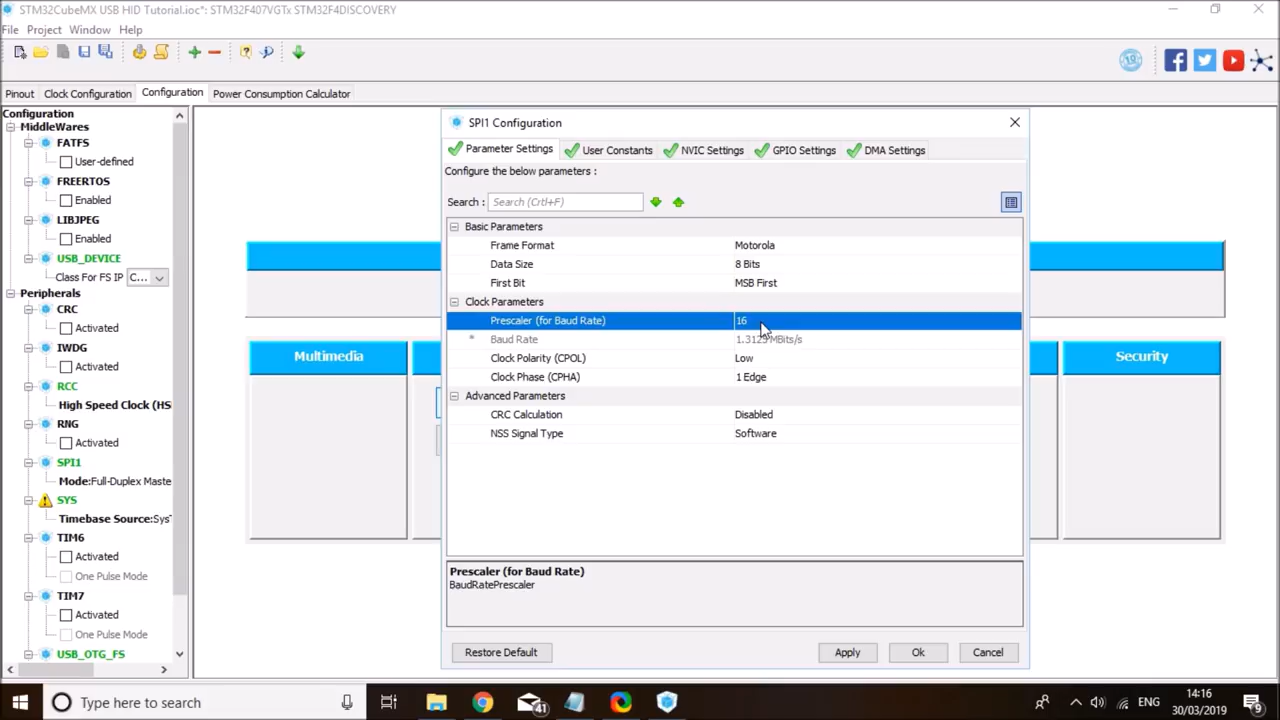 STM32CubeMX USB HID Tutorial.ioc*: STM32F407VGTx STM32F4DISCOVERY
File Project Window Help
19
Pinout Clock Configuration Configuration Power Consumption Calculator
Configuration
MiddleWares
FATFS
User-defined
FREERTOS
Enabled
LIBJPEG
Enabled
USB_DEVICE
Class For FS IP C...
Peripherals
CRC
Activated
IWDG
Activated
RCC
High Speed Clock (HS
RNG
Activated
SPI1
Mode:Full-Duplex Maste
SYS
Timebase Source:Sys
TIM6
Activated
One Pulse Mode
TIM7
Activated
One Pulse Mode
USB_OTG_FS
Multimedia
Security
SPI1 Configuration
Parameter Settings User Constants NVIC Settings GPIO Settings DMA Settings
Configure the below parameters :
Search : Search (Crtl+F)
Basic Parameters
Frame Format Motorola
Data Size 8 Bits
First Bit MSB First
Clock Parameters
Prescaler (for Baud Rate) 16
* Baud Rate 1.3125 MBits/s
Clock Polarity (CPOL) Low
Clock Phase (CPHA) 1 Edge
Advanced Parameters
CRC Calculation Disabled
NSS Signal Type Software
Prescaler (for Baud Rate)
BaudRatePrescaler
Restore Default Apply Ok Cancel
Type here to search
41
ENG
14:16
30/03/2019
9